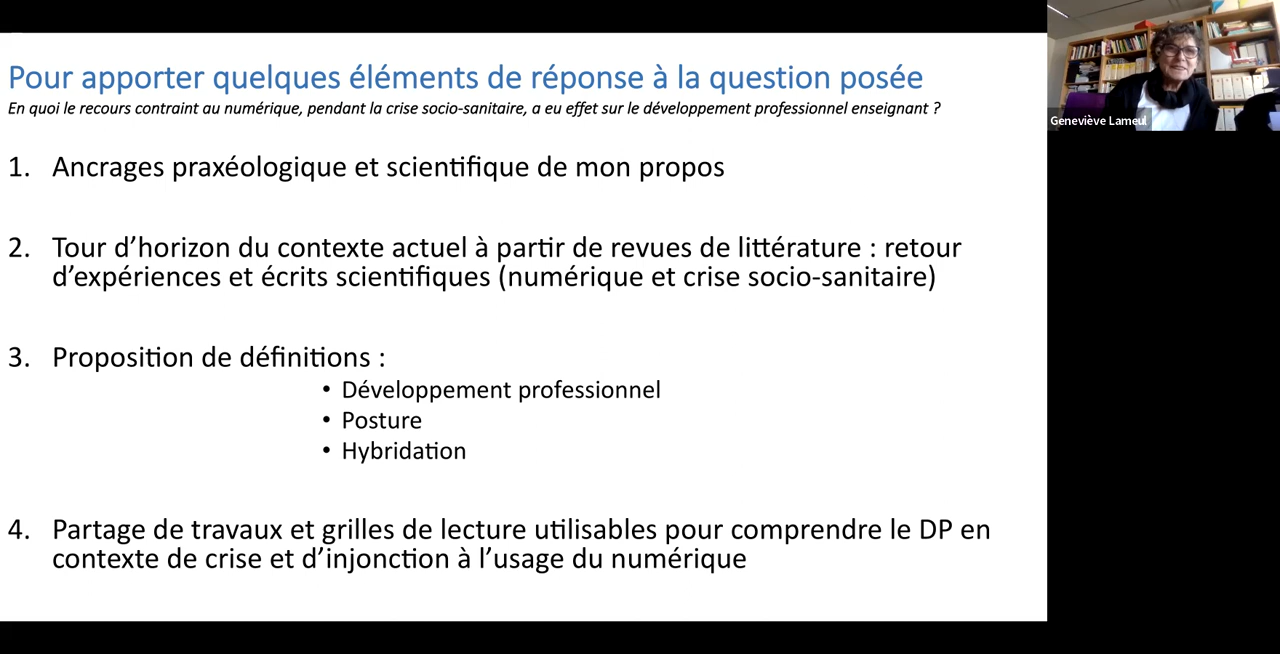 Pour apporter quelques éléments de réponse à la question posée
En quoi le recours contraint au numérique, pendant la crise socio-sanitaire, a eu effet sur le développement professionnel enseignant ?
1. Ancrages praxéologique et scientifique de mon propos
2. Tour d’horizon du contexte actuel à partir de revues de littérature : retour
d’expériences et écrits scientifiques (numérique et crise socio-sanitaire)
3. Proposition de définitions :
• Développement professionnel
• Posture
• Hybridation
4. Partage de travaux et grilles de lecture utilisables pour comprendre le DP en
contexte de crise et d’injonction à l’usage du numérique
Geneviève Lameul